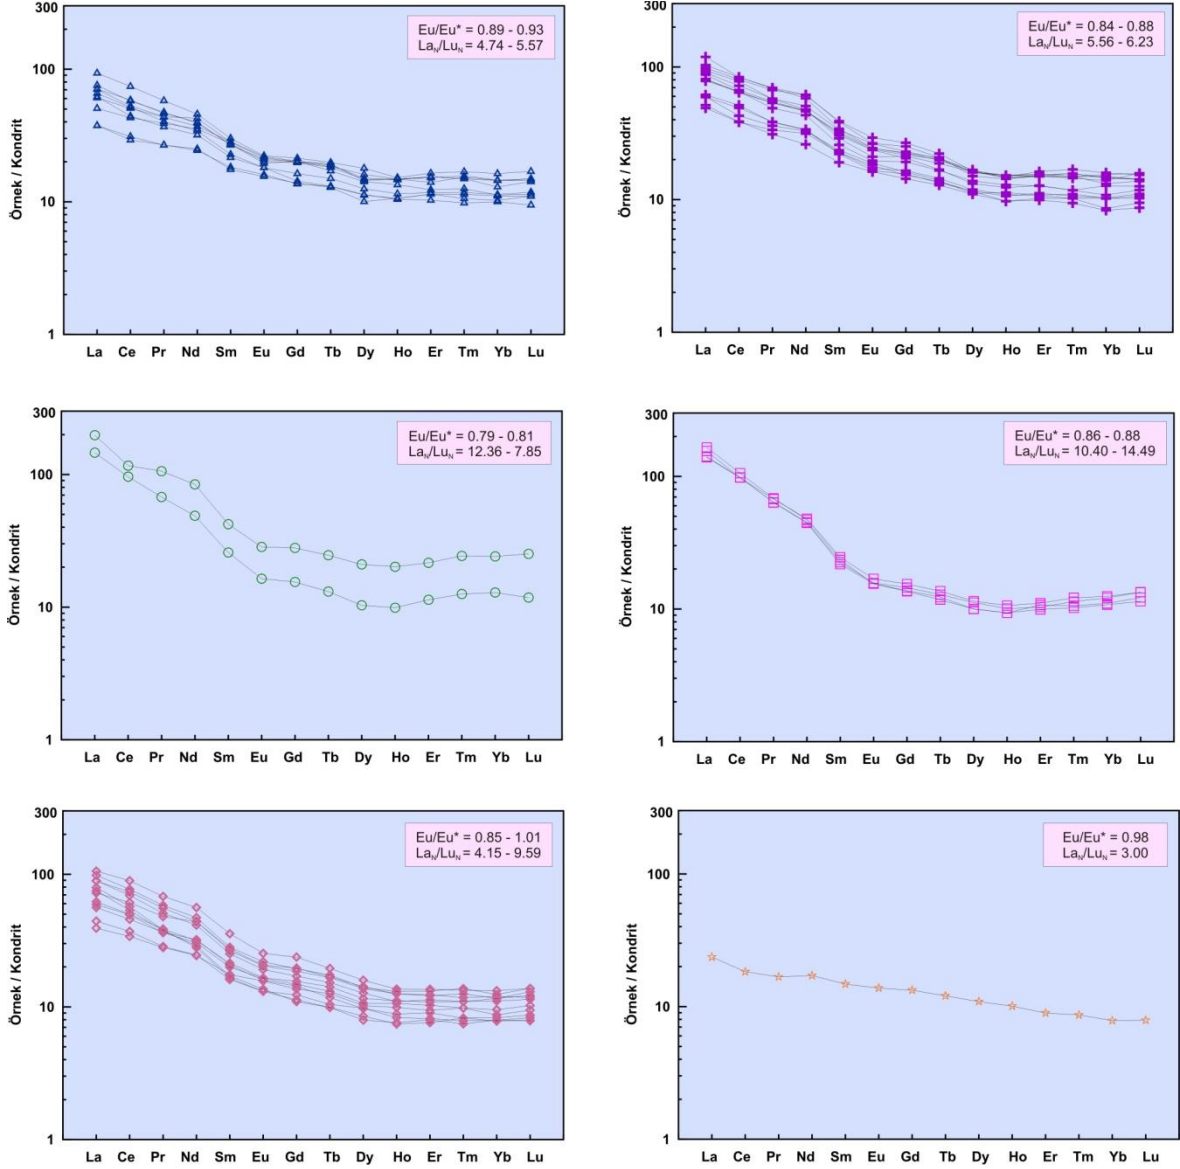 300
100
10
1
Örnek / Kondrit
Eu/Eu* = 0.89 - 0.93
LaN/LuN = 4.74 - 5.57
La Ce Pr Nd Sm Eu Gd Tb Dy Ho Er Tm Yb Lu
300
100
10
1
Örnek / Kondrit
Eu/Eu* = 0.84 - 0.88
LaN/LuN = 5.56 - 6.23
La Ce Pr Nd Sm Eu Gd Tb Dy Ho Er Tm Yb Lu
300
100
10
1
Örnek / Kondrit
Eu/Eu* = 0.79 - 0.81
LaN/LuN = 12.36 - 7.85
La Ce Pr Nd Sm Eu Gd Tb Dy Ho Er Tm Yb Lu
300
100
10
1
Örnek / Kondrit
Eu/Eu* = 0.86 - 0.88
LaN/LuN = 10.40 - 14.49
La Ce Pr Nd Sm Eu Gd Tb Dy Ho Er Tm Yb Lu
300
100
10
1
Örnek / Kondrit
Eu/Eu* = 0.85 - 1.01
LaN/LuN = 4.15 - 9.59
La Ce Pr Nd Sm Eu Gd Tb Dy Ho Er Tm Yb Lu
300
100
10
1
Örnek / Kondrit
Eu/Eu* = 0.98
LaN/LuN = 3.00
La Ce Pr Nd Sm Eu Gd Tb Dy Ho Er Tm Yb Lu